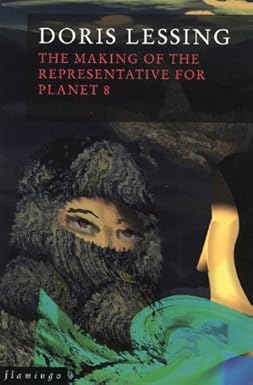 DORIS LESSING
THE MAKING OF THE
REPRESENTATIVE FOR
PLANET 8
flamingo